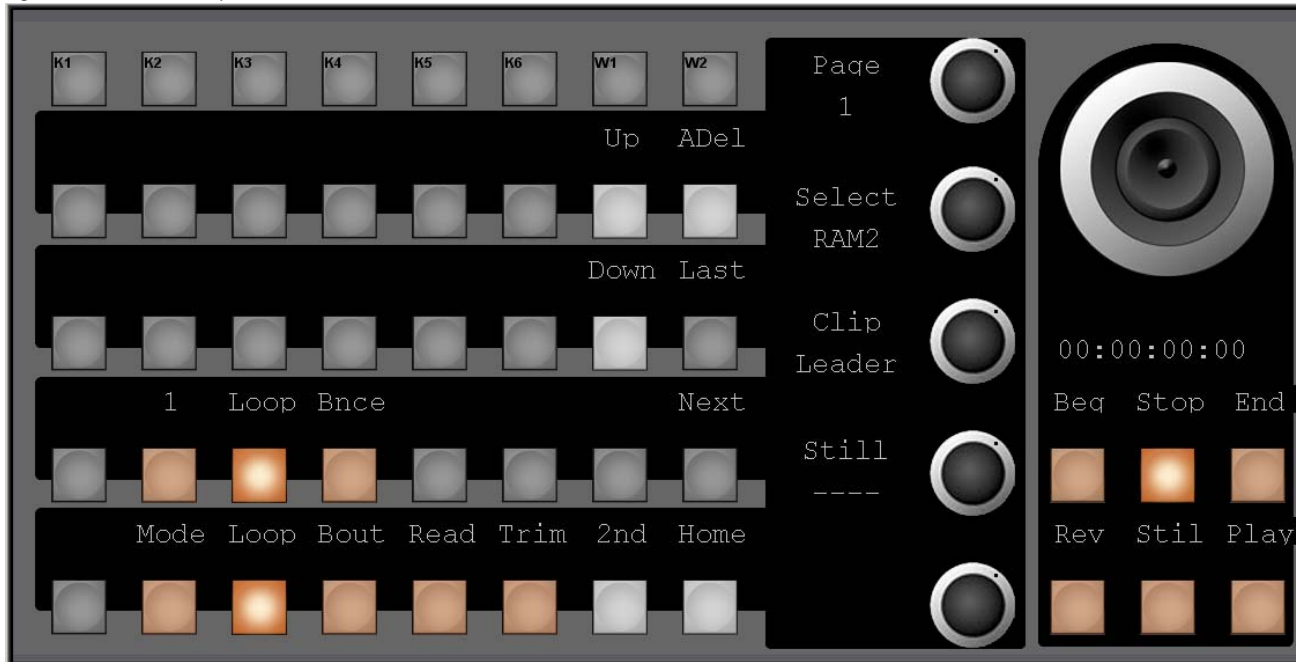 K1 K2 K3 K4 K5 K6 W1 W2
Page
1
Up ADel
Select
RAM2
Down Last
Clip
Leader
00:00:00:00
1 Loop Bnce Next
Beg Stop End
Still
----
Mode Loop Bout Read Trim 2nd Home
Rev Stil Play